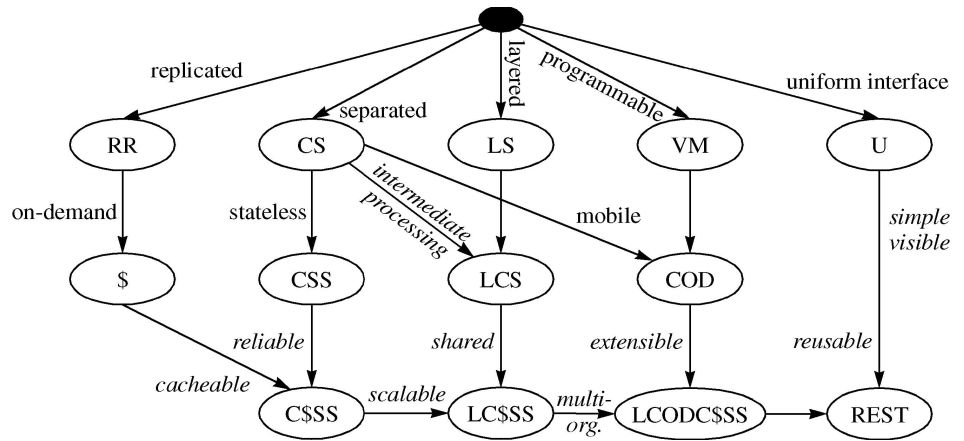 replicated
separated
layered
programmable
uniform interface
RR
CS
LS
VM
U
on-demand
stateless
intermediate
processing
mobile
simple
visible
$
CSS
LCS
COD
reliable
shared
extensible
reusable
cacheable
scalable
multi-
org.
C$SS
LC$SS
LCODC$SS
REST